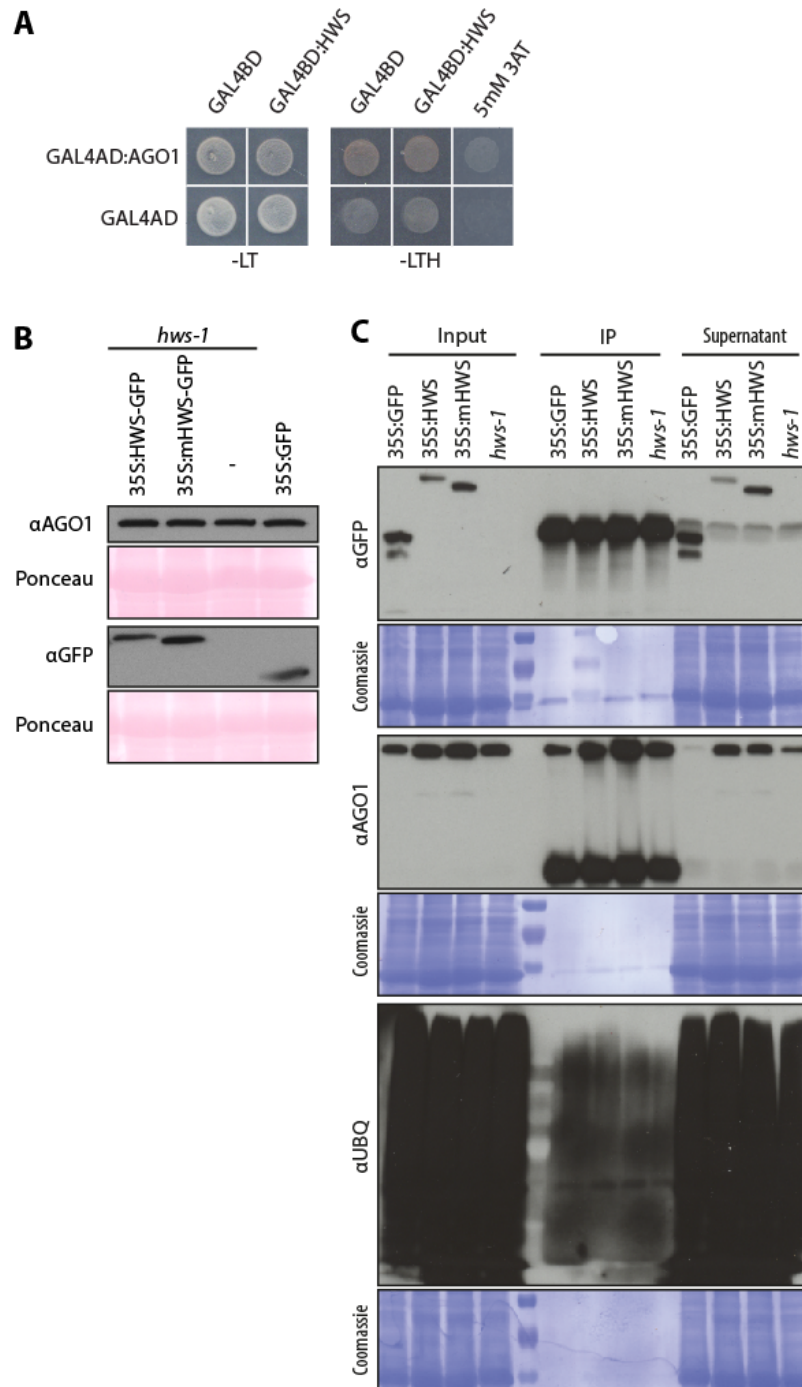 A
GAL4BD
GAL4BD:HWS
GAL4BD
GAL4BD:HWS
5mM 3AT
GAL4AD:AGO1
GAL4AD
-LT
-LTH
B
hws-1
35S:HWS-GFP
35S:mHWS-GFP
-
35S:GFP
αAGO1
Ponceau
αGFP
Ponceau
C
Input
IP
Supernatant
35S:GFP
35S:HWS
35S:mHWS
hws-1
35S:GFP
35S:HWS
35S:mHWS
hws-1
35S:GFP
35S:HWS
35S:mHWS
hws-1
αGFP
Coomassie
αAGO1
Coomassie
αUBQ
Coomassie